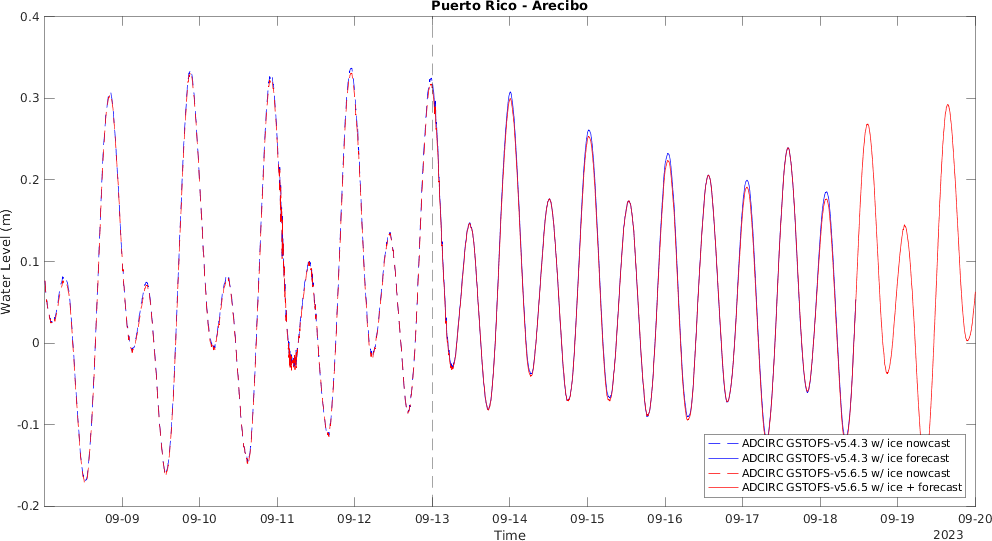 Puerto Rico - Arecibo
0.4
0.3
0.2
0.1
0
-0.1
-0.2
Water Level (m)
ADCIRC GSTOFS-v5.4.3 w/ ice nowcast
ADCIRC GSTOFS-v5.4.3 w/ ice forecast
ADCIRC GSTOFS-v5.6.5 w/ ice nowcast
ADCIRC GSTOFS-v5.6.5 w/ ice + forecast
09-09 09-10 09-11 09-12 09-13 09-14 09-15 09-16 09-17 09-18 09-19 09-20
Time
2023